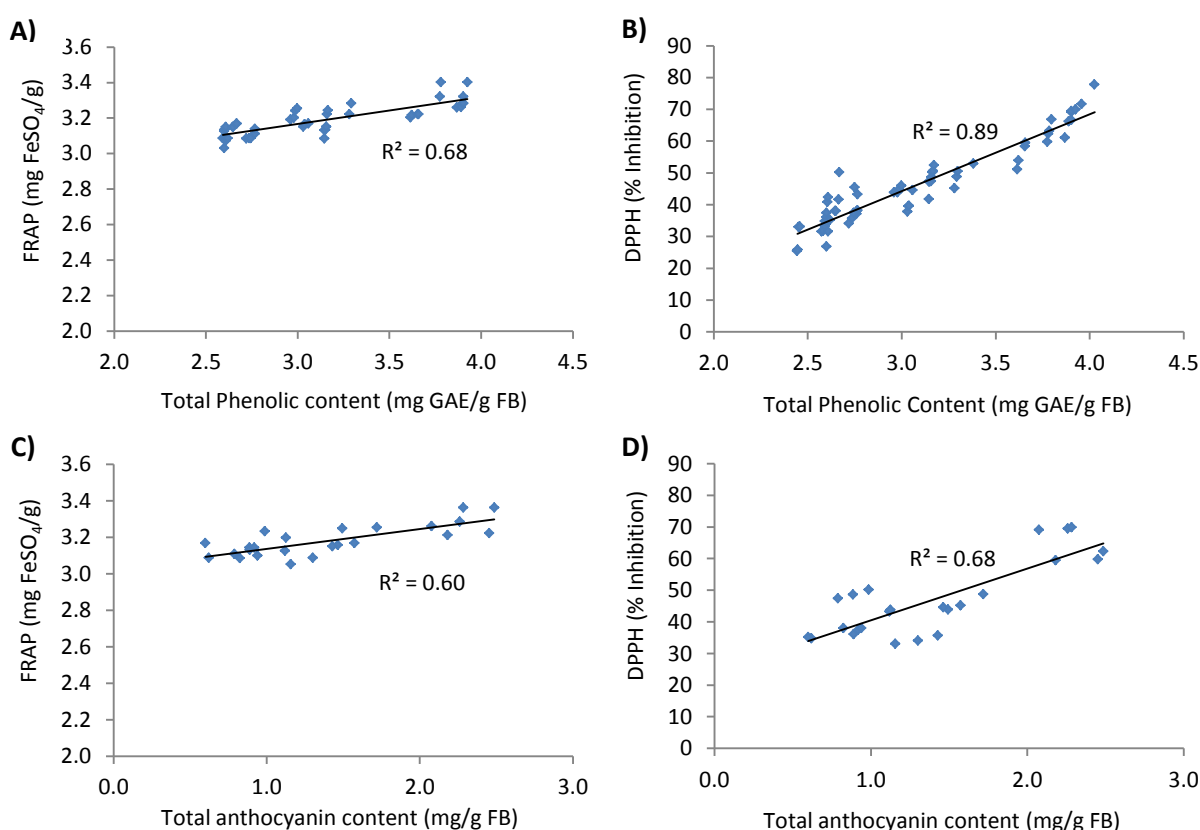 A)
FRAP (mg FeSO₄/g)
3.6
3.4
3.2
3.0
2.8
2.6
2.4
2.2
2.0
R² = 0.68
2.0 2.5 3.0 3.5 4.0 4.5
Total Phenolic content (mg GAE/g FB)
B)
DPPH (% Inhibition)
90
80
70
60
50
40
30
20
10
0
R² = 0.89
2.0 2.5 3.0 3.5 4.0 4.5
Total Phenolic Content (mg GAE/g FB)
C)
FRAP (mg FeSO₄/g)
3.6
3.4
3.2
3.0
2.8
2.6
2.4
2.2
2.0
R² = 0.60
0.0 1.0 2.0 3.0
Total anthocyanin content (mg/g FB)
D)
DPPH (% Inhibition)
90
80
70
60
50
40
30
20
10
0
R² = 0.68
0.0 1.0 2.0 3.0
Total anthocyanin content (mg/g FB)